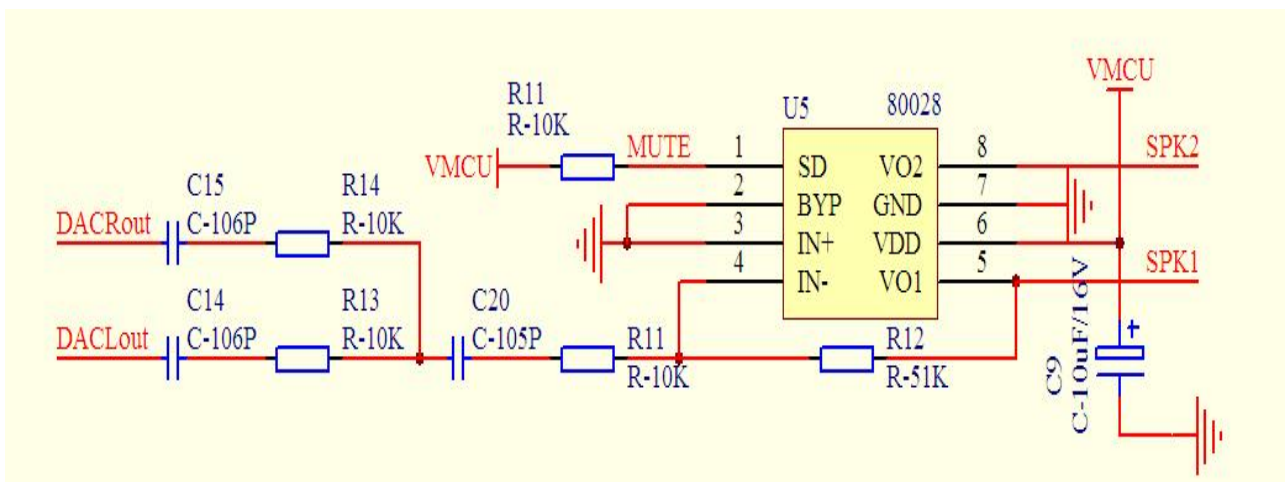 VMCU
R11
R-10K
MUTE
VMCU
U5
80028
1
2
3
4
SD
BYP
IN+
IN-
VO2
GND
VDD
VO1
8
7
6
5
SPK2
SPK1
DACRout
C15
C-106P
R14
R-10K
DACLout
C14
C-106P
R13
R-10K
C20
C-105P
R11
R-10K
R12
R-51K
C9
C-10uF/16V
+